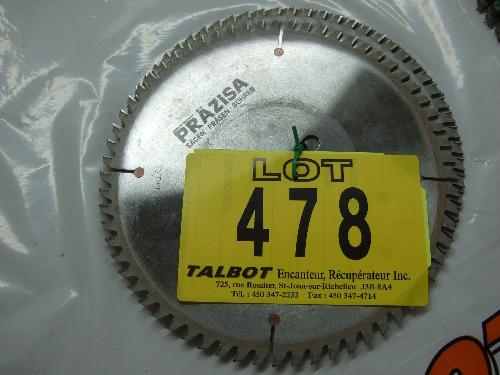 PRÄZISA
SÄGEN FRÄSEN BOHRER
LOT
478
TALBOT Encanteur, Récupérateur Inc.
725, rue Rossiter, St-Jean-sur-Richelieu J3B 8A4
Tél. : 450 347-2233 Fax : 450 347-4714